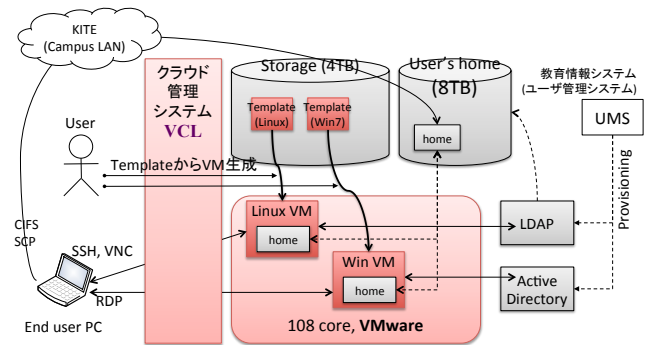 KITE
(Campus LAN)
クラウド
管理
システム
VCL
Storage (4TB)
Template
(Linux)
Template
(Win7)
User's home
(8TB)
home
教育情報システム
(ユーザ管理システム)
UMS
Provisioning
User
TemplateからVM生成
CIFS
SCP
SSH, VNC
RDP
End user PC
Linux VM
home
Win VM
home
108 core, VMware
LDAP
Active
Directory